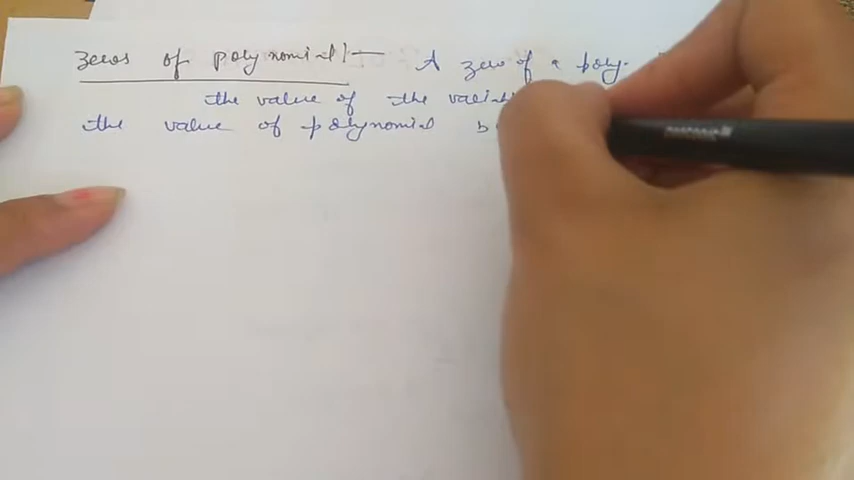 Zeros of polynomial :— A zero of a poly.
the value of the
the value of polynomial